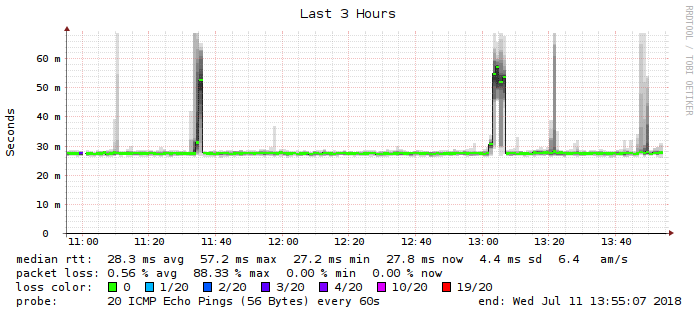 Last 3 Hours
RRDTOOL / TOBI OETIKER
Seconds
60 m
50 m
40 m
30 m
20 m
10 m
0
11:00 11:20 11:40 12:00 12:20 12:40 13:00 13:20 13:40
median rtt: 28.3 ms avg 57.2 ms max 27.2 ms min 27.8 ms now 4.4 ms sd 6.4 am/s
packet loss: 0.56 % avg 88.33 % max 0.00 % min 0.00 % now
loss color: 0 1/20 2/20 3/20 4/20 10/20 19/20
probe: 20 ICMP Echo Pings (56 Bytes) every 60s end: Wed Jul 11 13:55:07 2018